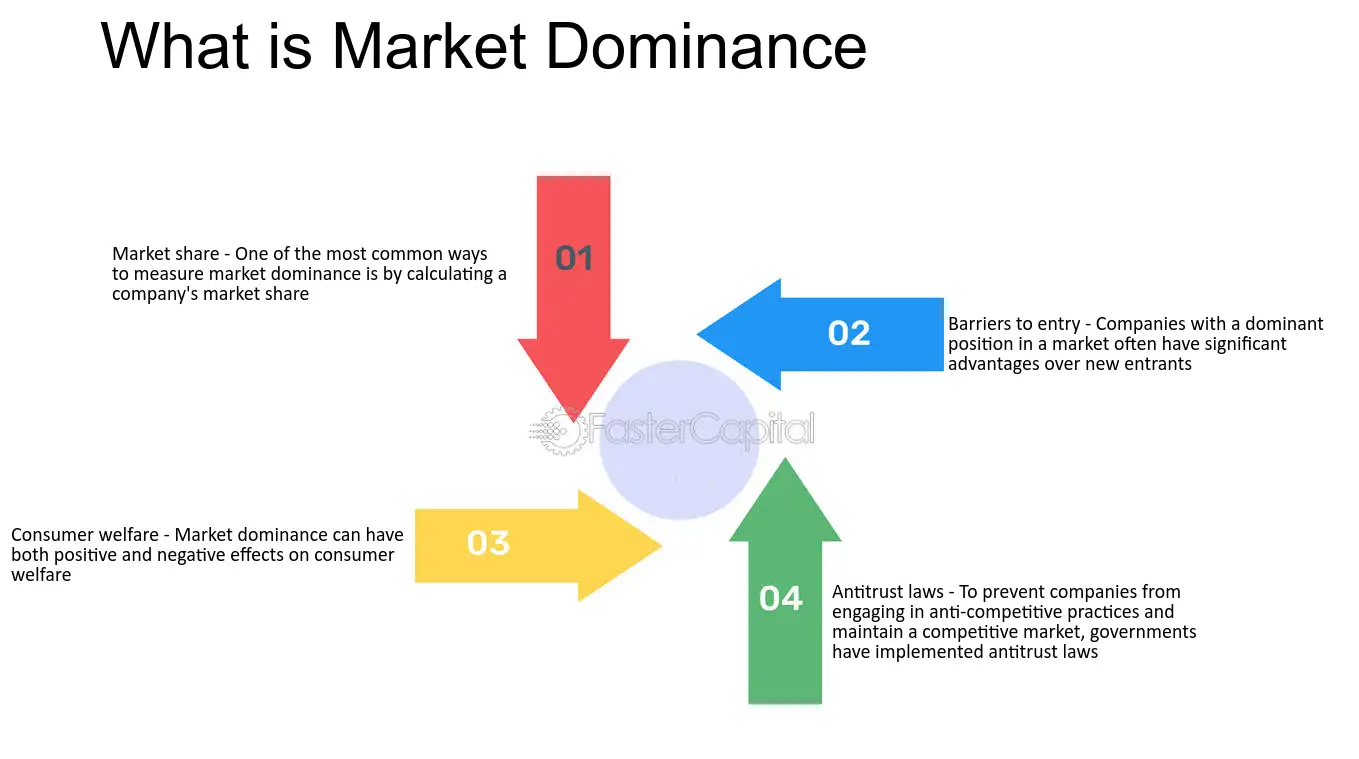 What is Market Dominance
01
Market share - One of the most common ways
to measure market dominance is by calculating a
company's market share
02
Barriers to entry - Companies with a dominant
position in a market often have significant
advantages over new entrants
FasterCapital
03
Consumer welfare - Market dominance can have
both positive and negative effects on consumer
welfare
04
Antitrust laws - To prevent companies from
engaging in anti-competitive practices and
maintain a competitive market, governments
have implemented antitrust laws